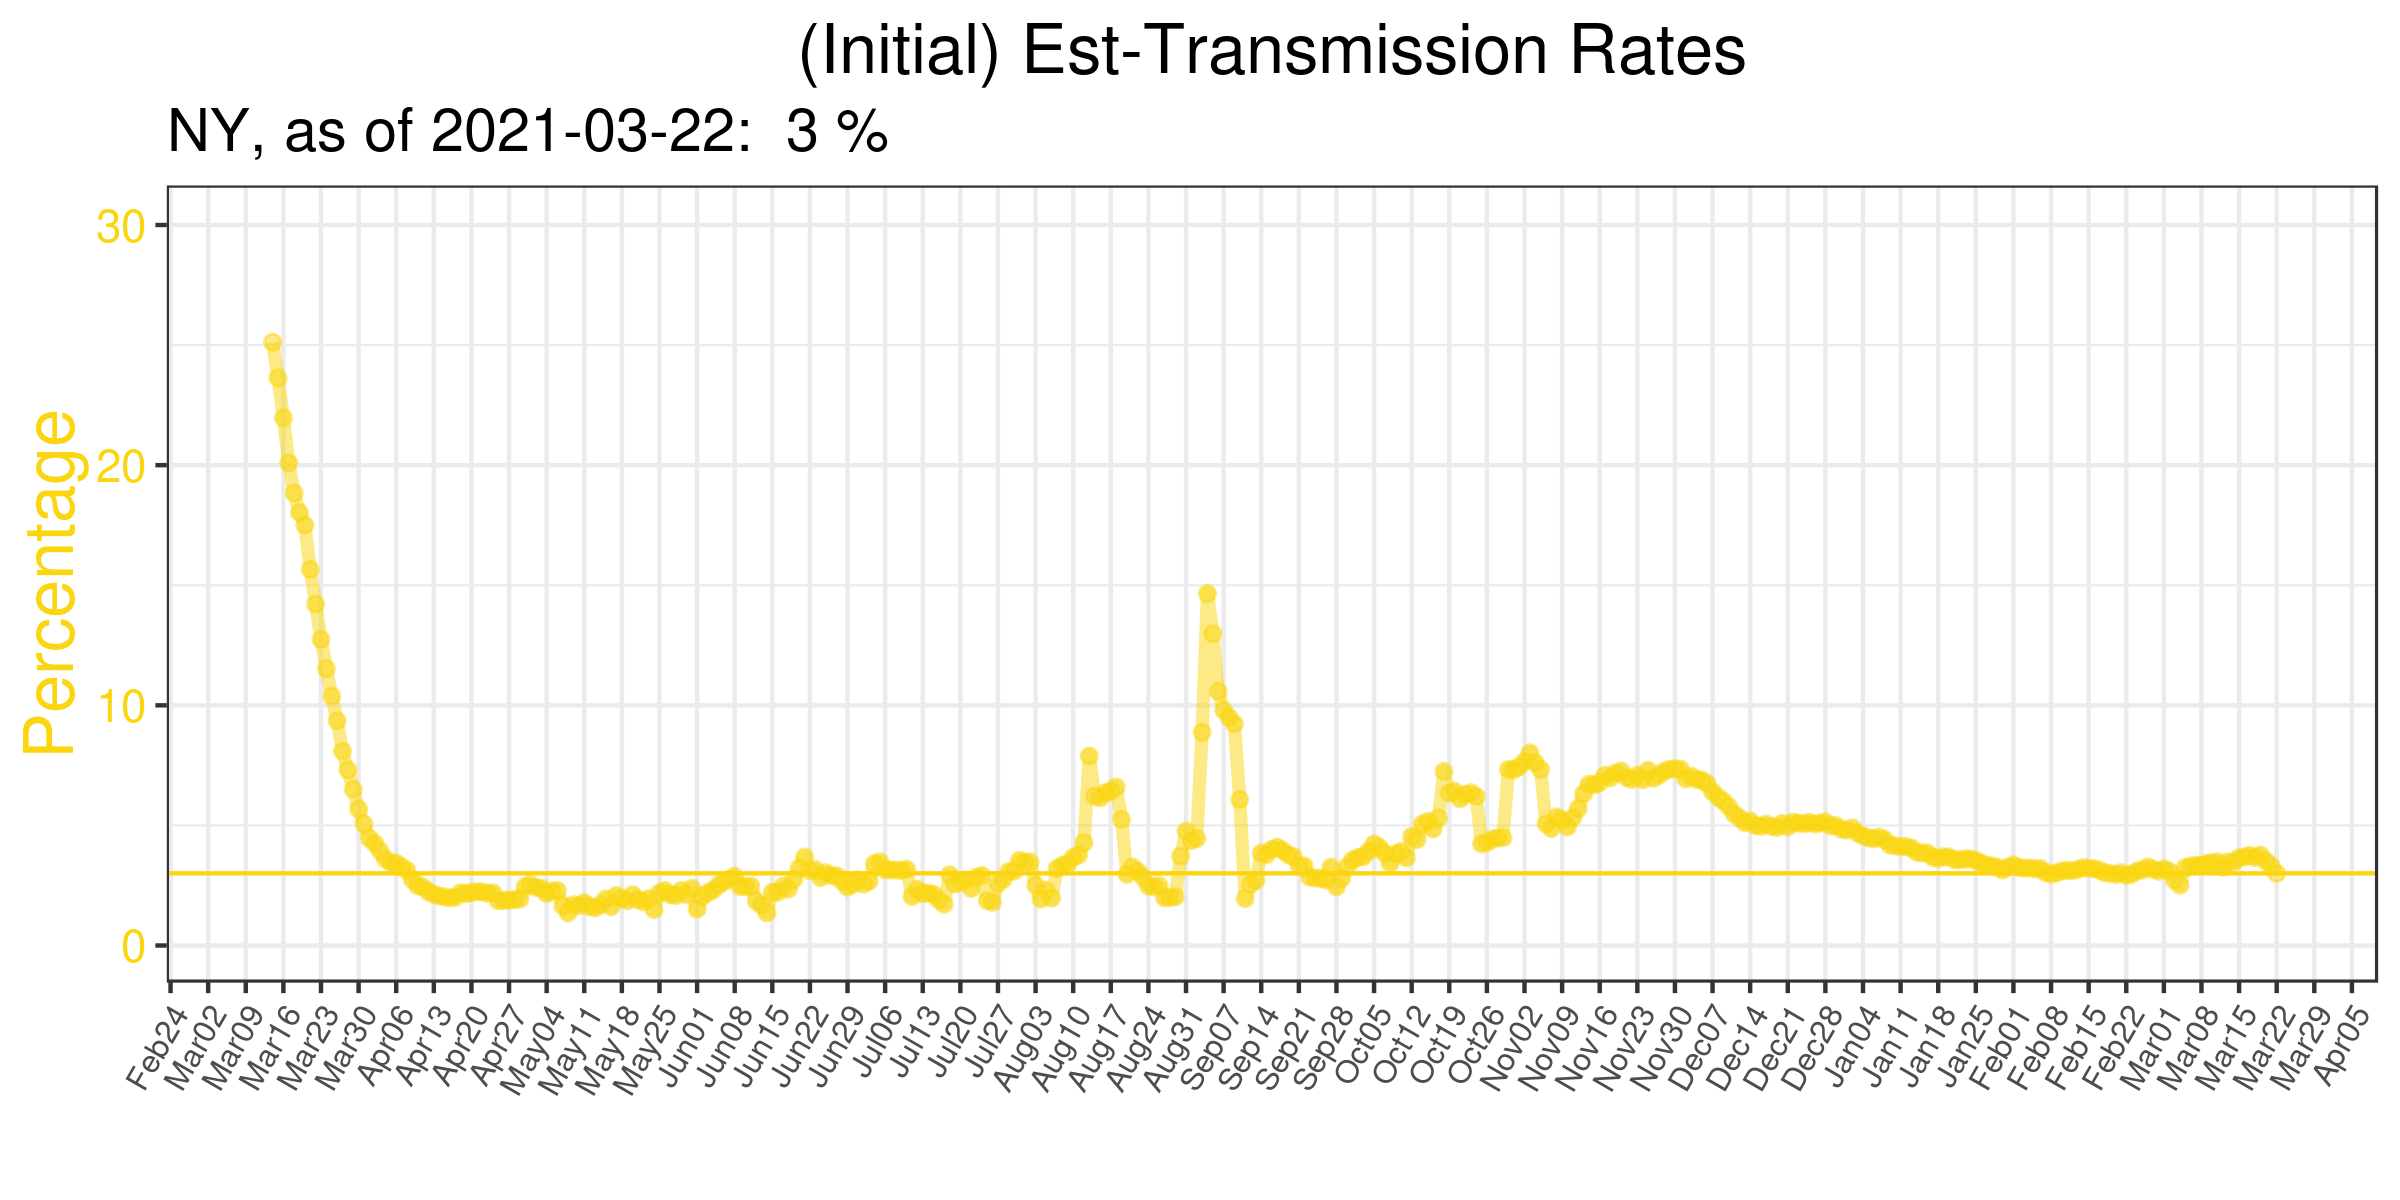 (Initial) Est-Transmission Rates
NY, as of 2021-03-22:  3 %
Percentage
30
20
10
0
Feb24 Mar02 Mar09 Mar16 Mar23 Mar30 Apr06 Apr13 Apr20 Apr27 May04 May11 May18 May25 Jun01 Jun08 Jun15 Jun22 Jun29 Jul06 Jul13 Jul20 Jul27 Aug03 Aug10 Aug17 Aug24 Aug31 Sep07 Sep14 Sep21 Sep28 Oct05 Oct12 Oct19 Oct26 Nov02 Nov09 Nov16 Nov23 Nov30 Dec07 Dec14 Dec21 Dec28 Jan04 Jan11 Jan18 Jan25 Feb01 Feb08 Feb15 Feb22 Mar01 Mar08 Mar15 Mar22 Mar29 Apr05